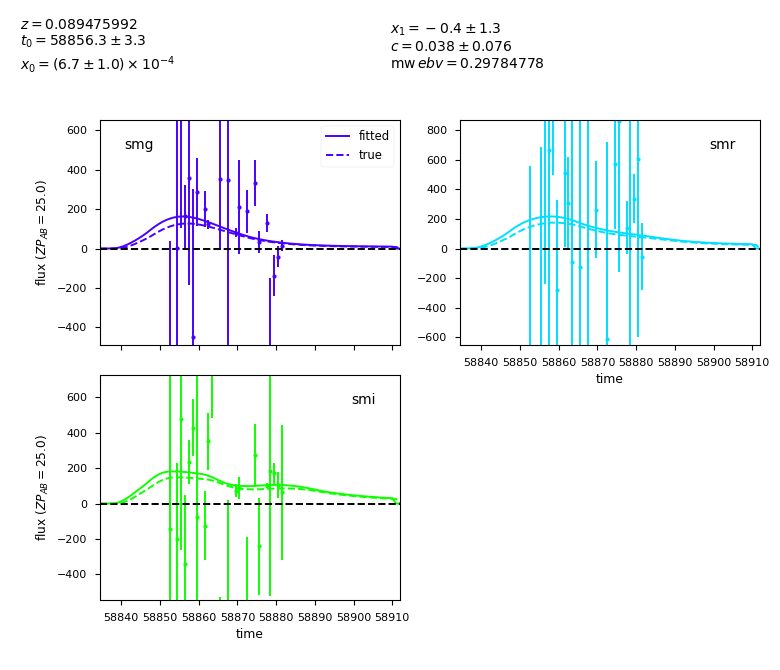 z = 0.089475992
t0 = 58856.3 ± 3.3
x0 = (6.7 ± 1.0) × 10^−4
x1 = −0.4 ± 1.3
c = 0.038 ± 0.076
mw ebv = 0.29784778
smg
fitted
true
600
400
200
0
−200
−400
flux (ZP_AB = 25.0)
smr
800
600
400
200
0
−200
−400
−600
58840 58850 58860 58870 58880 58890 58900 58910
time
smi
600
400
200
0
−200
−400
flux (ZP_AB = 25.0)
58840 58850 58860 58870 58880 58890 58900 58910
time